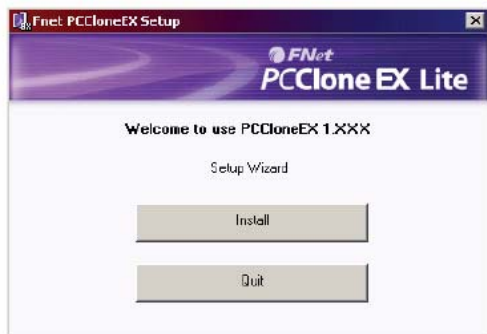 Fnet PCCloneEX Setup
FNet
PCClone EX Lite
Welcome to use PCCloneEX 1.XXX
Setup Wizard
Install
Quit